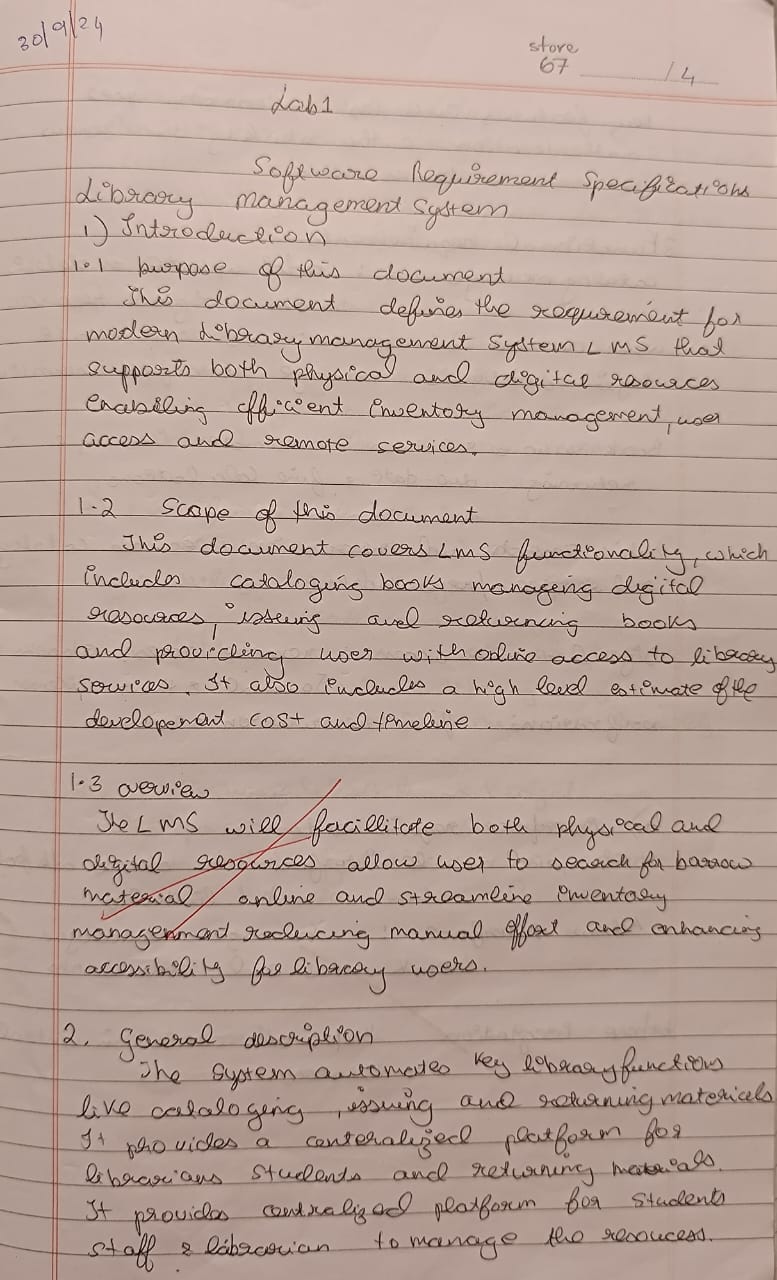 30/9/24
store
67 /4
Lab1
Software Requirement Specifications
Library management System
1) Introduction
1.1 purpose of this document
This document defines the requirement for
modern Library management System LMS that
supports both physical and digital resources
enabiling efficient inventory management, user
access and remote services.
1.2 Scope of this document
This document covers LMS functionality, which
includes cataloging books managing digital
resources, issuing and returning books
and providing user with online access to library
services. It also includes a high level estimate of the
developement cost and timeline.
1.3 overview
The LMS will facillitate both physical and
digital resources allow user to search for barrow
material online and streamline inventory
management reducing manual effort and enhancing
accessibility for library users.
2. General description
The System automates key library functions
like cataloging, issuing and returning materials
It provides a centeralized platform for
librarians students and returning materials.
It provides centralized platform for students
staff & librarian to manage the resources.